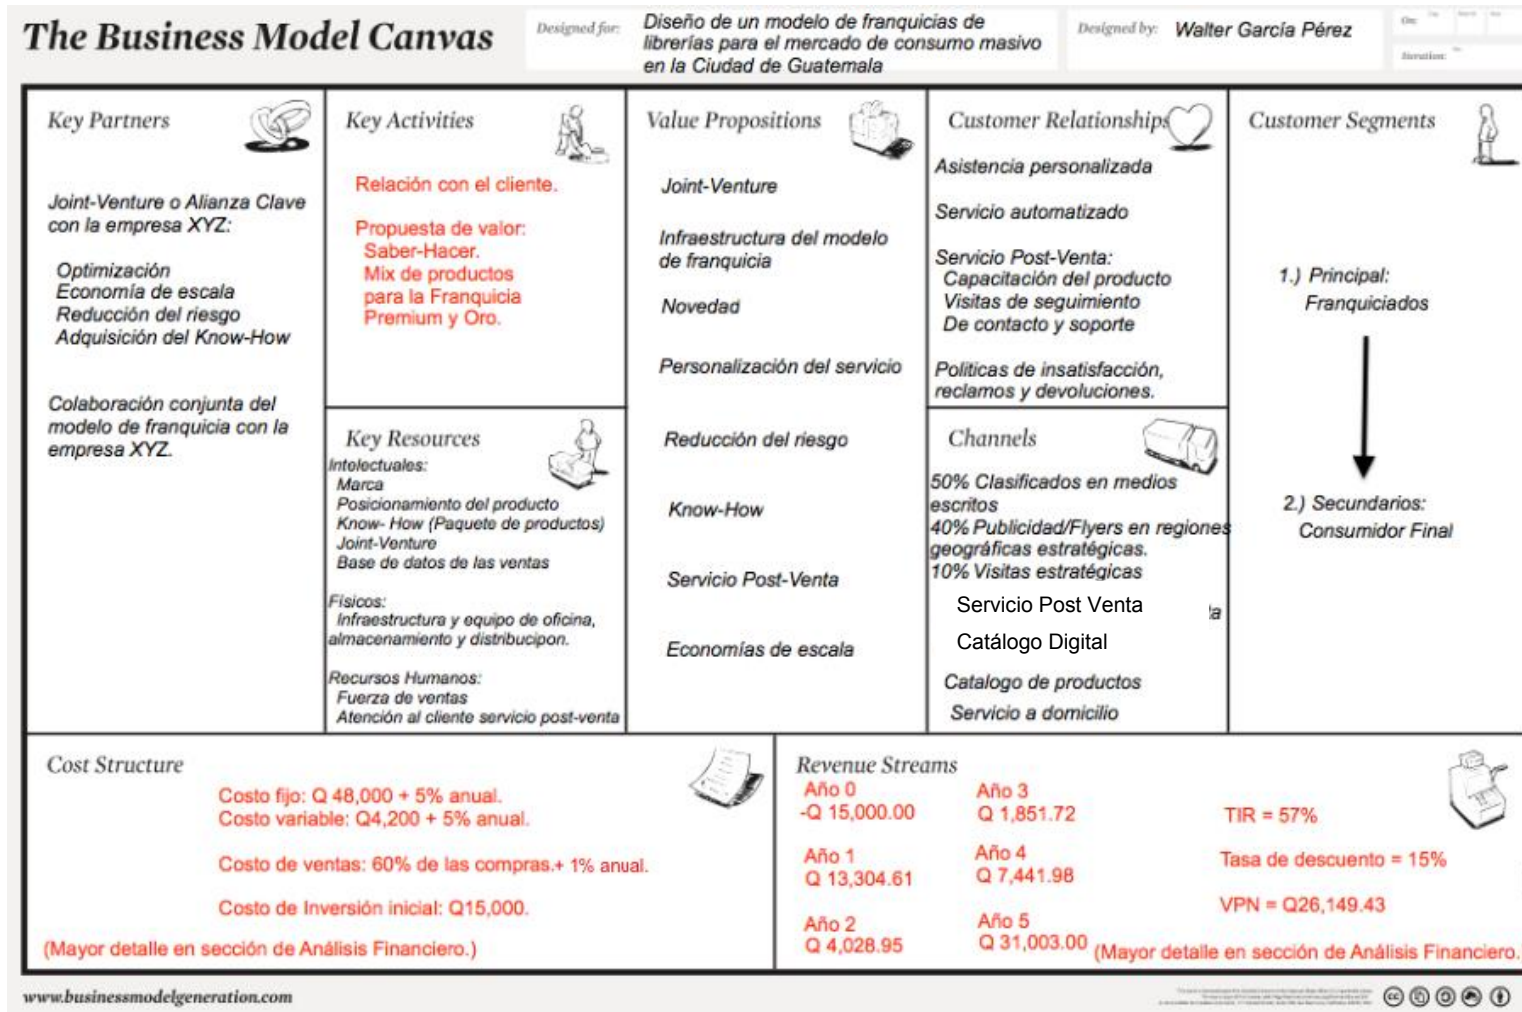 The Business Model Canvas
Designed for:
Diseño de un modelo de franquicias de
librerías para el mercado de consumo masivo
en la Ciudad de Guatemala
Designed by:
Walter García Pérez
On:
Iteration:
Key Partners
Joint-Venture o Alianza Clave
con la empresa XYZ:
Optimización
Economía de escala
Reducción del riesgo
Adquisición del Know-How
Colaboración conjunta del
modelo de franquicia con la
empresa XYZ.
Key Activities
Relación con el cliente.
Propuesta de valor:
Saber-Hacer.
Mix de productos
para la Franquicia
Premium y Oro.
Key Resources
Intelectuales:
Marca
Posicionamiento del producto
Know- How (Paquete de productos)
Joint-Venture
Base de datos de las ventas
Físicos:
Infraestructura y equipo de oficina,
almacenamiento y distribucipon.
Recursos Humanos:
Fuerza de ventas
Atención al cliente servicio post-venta
Value Propositions
Joint-Venture
Infraestructura del modelo
de franquicia
Novedad
Personalización del servicio
Reducción del riesgo
Know-How
Servicio Post-Venta
Economías de escala
Customer Relationships
Asistencia personalizada
Servicio automatizado
Servicio Post-Venta:
Capacitación del producto
Visitas de seguimiento
De contacto y soporte
Políticas de insatisfacción,
reclamos y devoluciones.
Channels
50% Clasificados en medios
escritos
40% Publicidad/Flyers en regiones
geográficas estratégicas.
10% Visitas estratégicas
Servicio Post Venta
Catálogo Digital
Catalogo de productos
Servicio a domicilio
Customer Segments
1.) Principal:
Franquiciados
2.) Secundarios:
Consumidor Final
Cost Structure
Costo fijo: Q 48,000 + 5% anual.
Costo variable: Q4,200 + 5% anual.
Costo de ventas: 60% de las compras.+ 1% anual.
Costo de Inversión inicial: Q15,000.
(Mayor detalle en sección de Análisis Financiero.)
Revenue Streams
Año 0
-Q 15,000.00
Año 1
Q 13,304.61
Año 2
Q 4,028.95
Año 3
Q 1,851.72
Año 4
Q 7,441.98
Año 5
Q 31,003.00
TIR = 57%
Tasa de descuento = 15%
VPN = Q26,149.43
(Mayor detalle en sección de Análisis Financiero.
www.businessmodelgeneration.com